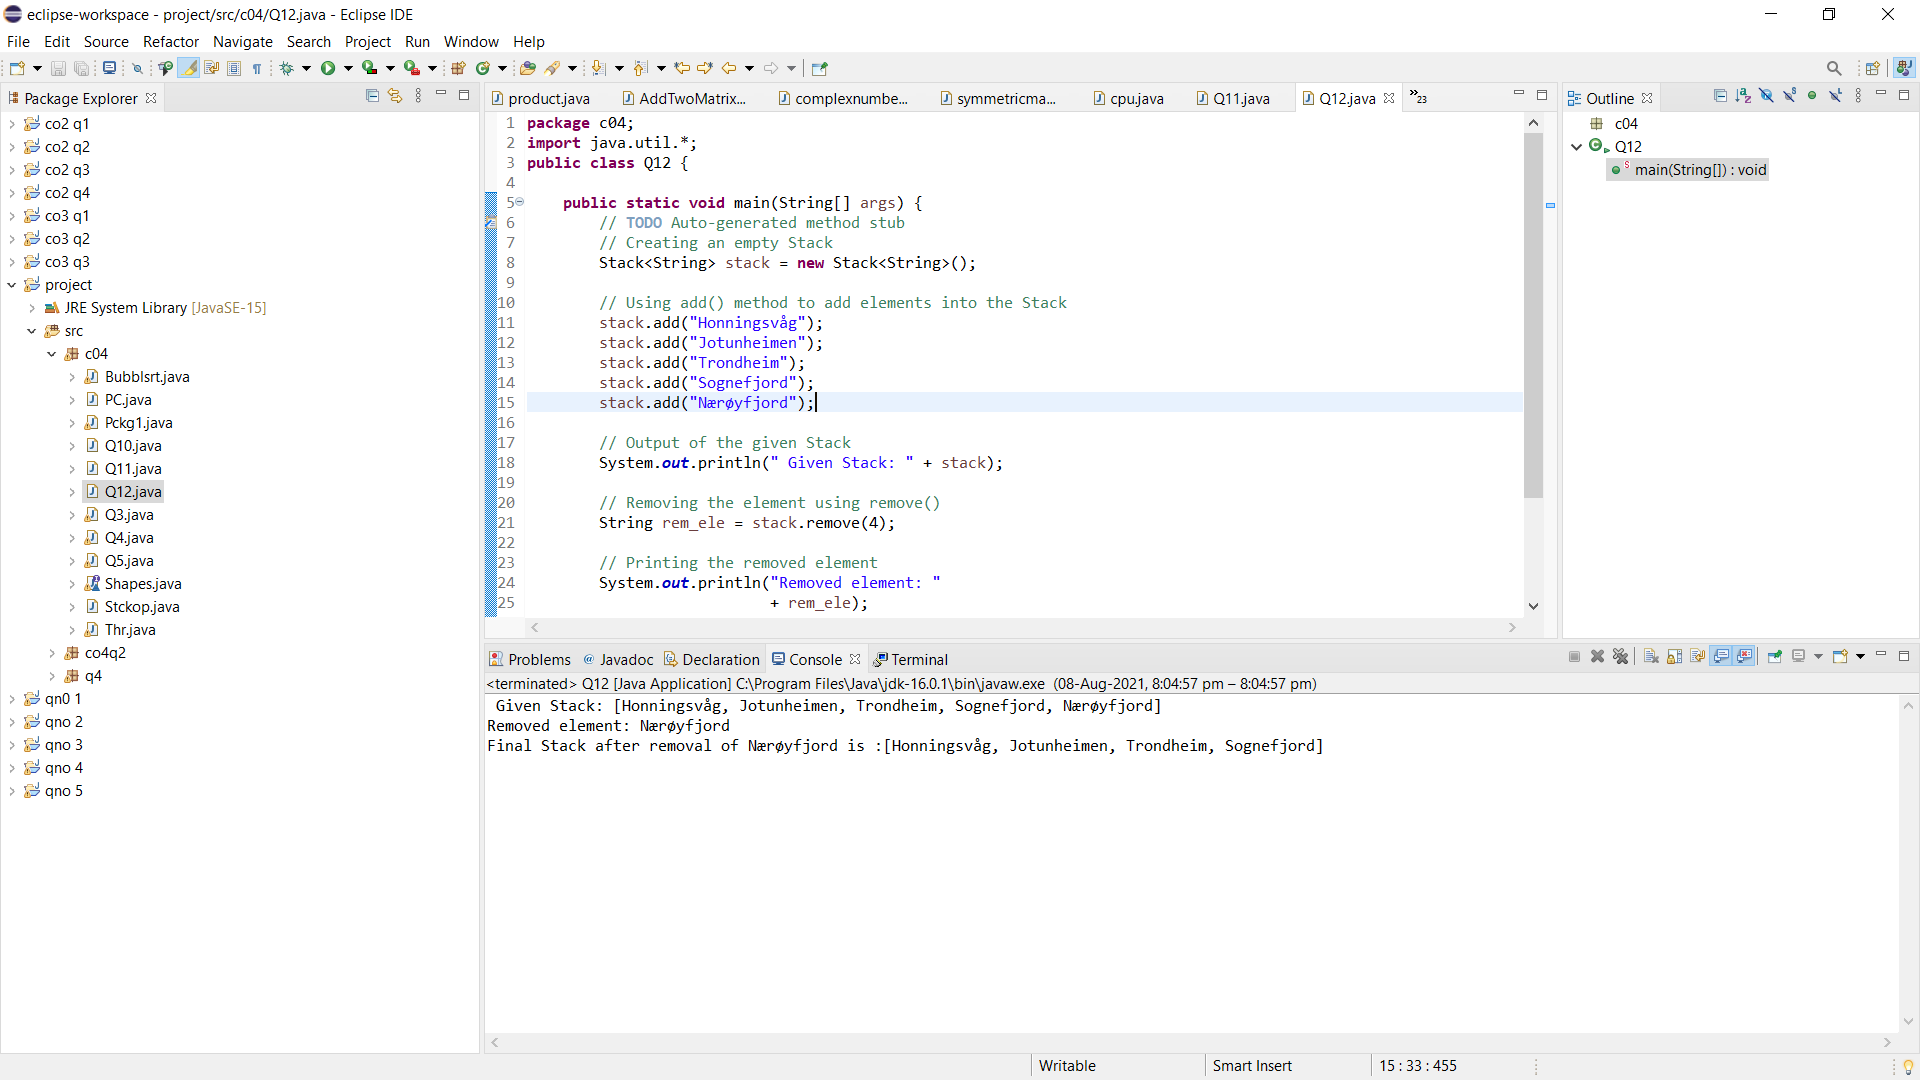 eclipse-workspace - project/src/c04/Q12.java - Eclipse IDE
File Edit Source Refactor Navigate Search Project Run Window Help
Package Explorer
co2 q1
co2 q2
co2 q3
co2 q4
co3 q1
co3 q2
co3 q3
project
JRE System Library [JavaSE-15]
src
c04
Bubblsrt.java
PC.java
Pckg1.java
Q10.java
Q11.java
Q12.java
Q3.java
Q4.java
Q5.java
Shapes.java
Stckop.java
Thr.java
co4q2
q4
qn0 1
qno 2
qno 3
qno 4
qno 5
product.java AddTwoMatrix... complexnumbe... symmetricma... cpu.java Q11.java Q12.java »23
1 package c04;
2 import java.util.*;
3 public class Q12 {
4
5 public static void main(String[] args) {
6 // TODO Auto-generated method stub
7 // Creating an empty Stack
8 Stack<String> stack = new Stack<String>();
9
10 // Using add() method to add elements into the Stack
11 stack.add("Honningsvåg");
12 stack.add("Jotunheimen");
13 stack.add("Trondheim");
14 stack.add("Sognefjord");
15 stack.add("Nærøyfjord");
16
17 // Output of the given Stack
18 System.out.println(" Given Stack: " + stack);
19
20 // Removing the element using remove()
21 String rem_ele = stack.remove(4);
22
23 // Printing the removed element
24 System.out.println("Removed element: "
25 + rem_ele);
Outline
c04
Q12
main(String[]) : void
Problems @ Javadoc Declaration Console Terminal
<terminated> Q12 [Java Application] C:\Program Files\Java\jdk-16.0.1\bin\javaw.exe (08-Aug-2021, 8:04:57 pm – 8:04:57 pm)
Given Stack: [Honningsvåg, Jotunheimen, Trondheim, Sognefjord, Nærøyfjord]
Removed element: Nærøyfjord
Final Stack after removal of Nærøyfjord is :[Honningsvåg, Jotunheimen, Trondheim, Sognefjord]
Writable Smart Insert 15 : 33 : 455